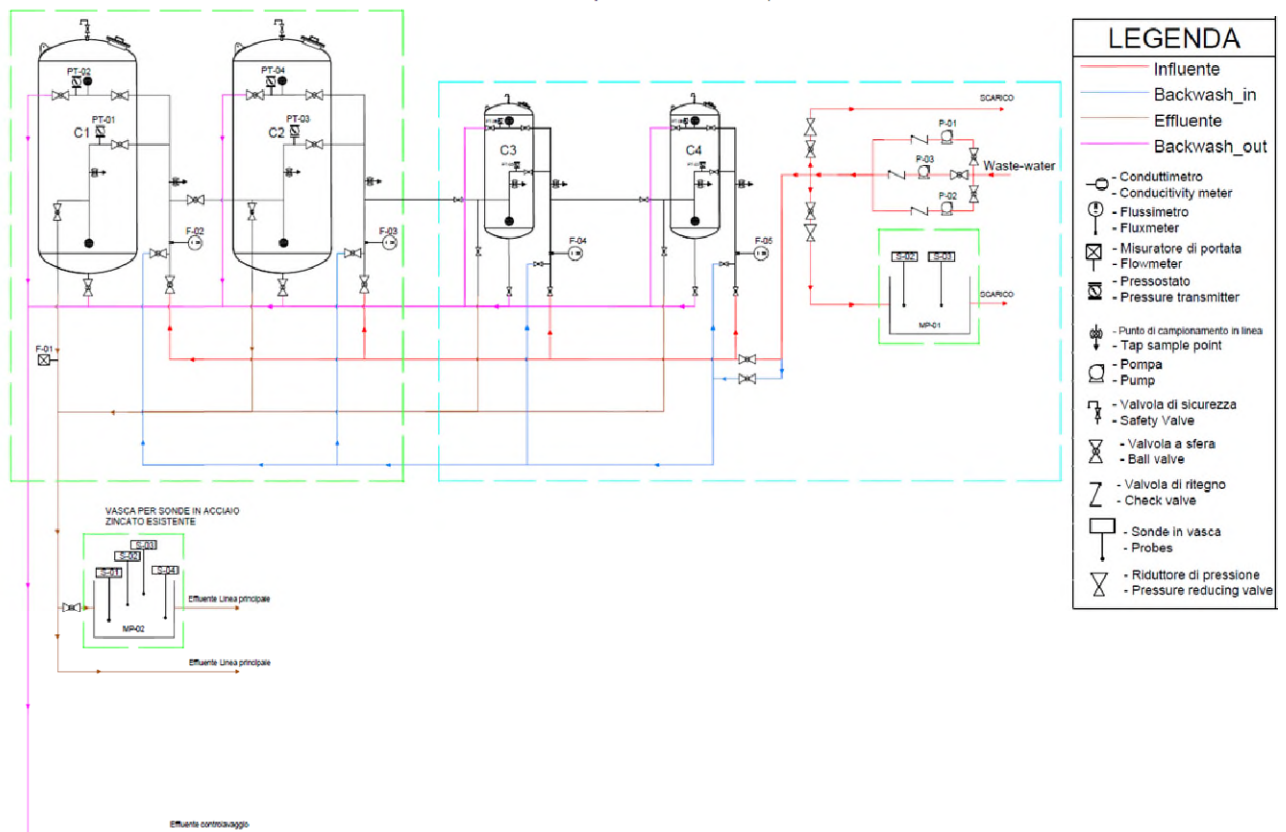 PT-02
PT-01
C1
PT-04
PT-03
C2
C3
C4
F-02
F-03
F-04
F-05
F-01
SCARICO
P-01
P-03
P-02
Waste-water
S-02
S-03
SCARICO
MP-01
VASCA PER SONDE IN ACCIAIO
ZINCATO ESISTENTE
S-03
S-02
S-01
S-04
MP-02
Effluente Linea principale
Effluente Linea principale
Effluente controlavaggio
LEGENDA
Influente
Backwash_in
Effluente
Backwash_out
- Conduttimetro
- Conducitivity meter
- Flussimetro
- Fluxmeter
- Misuratore di portata
- Flowmeter
- Pressostato
- Pressure transmitter
- Punto di campionamento in linea
- Tap sample point
- Pompa
- Pump
- Valvola di sicurezza
- Safety Valve
- Valvola a sfera
- Ball valve
- Valvola di ritegno
- Check valve
- Sonde in vasca
- Probes
- Riduttore di pressione
- Pressure reducing valve